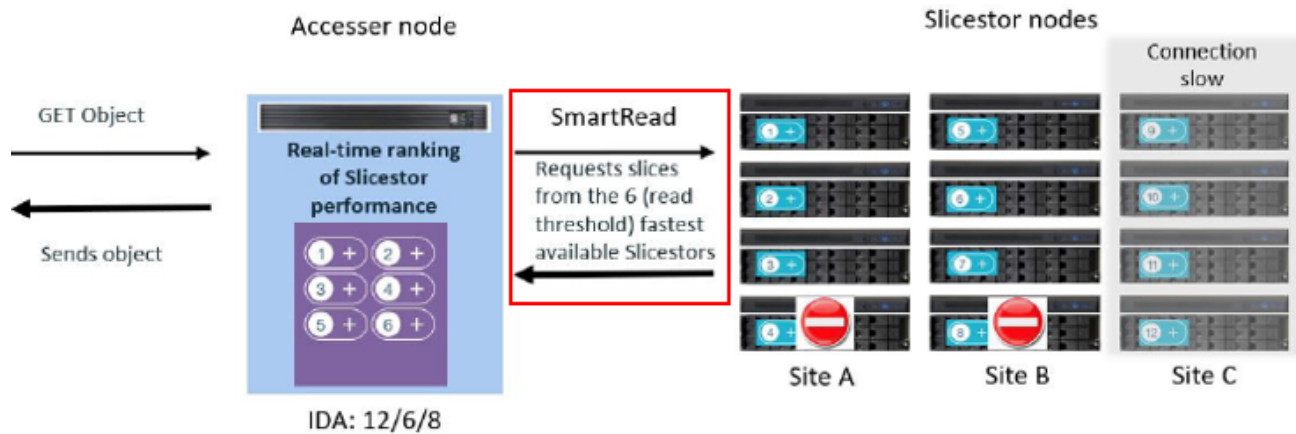 Accesser node
Slicestor nodes
Connection
slow
GET Object
Sends object
Real-time ranking
of Slicestor
performance
1 + 2 +
3 + 4 +
5 + 6 +
IDA: 12/6/8
SmartRead
Requests slices
from the 6 (read
threshold) fastest
available Slicestors
1 + 5 + 9 +
2 + 6 + 10 +
3 + 7 + 11 +
4 + 8 + 12 +
Site A Site B Site C